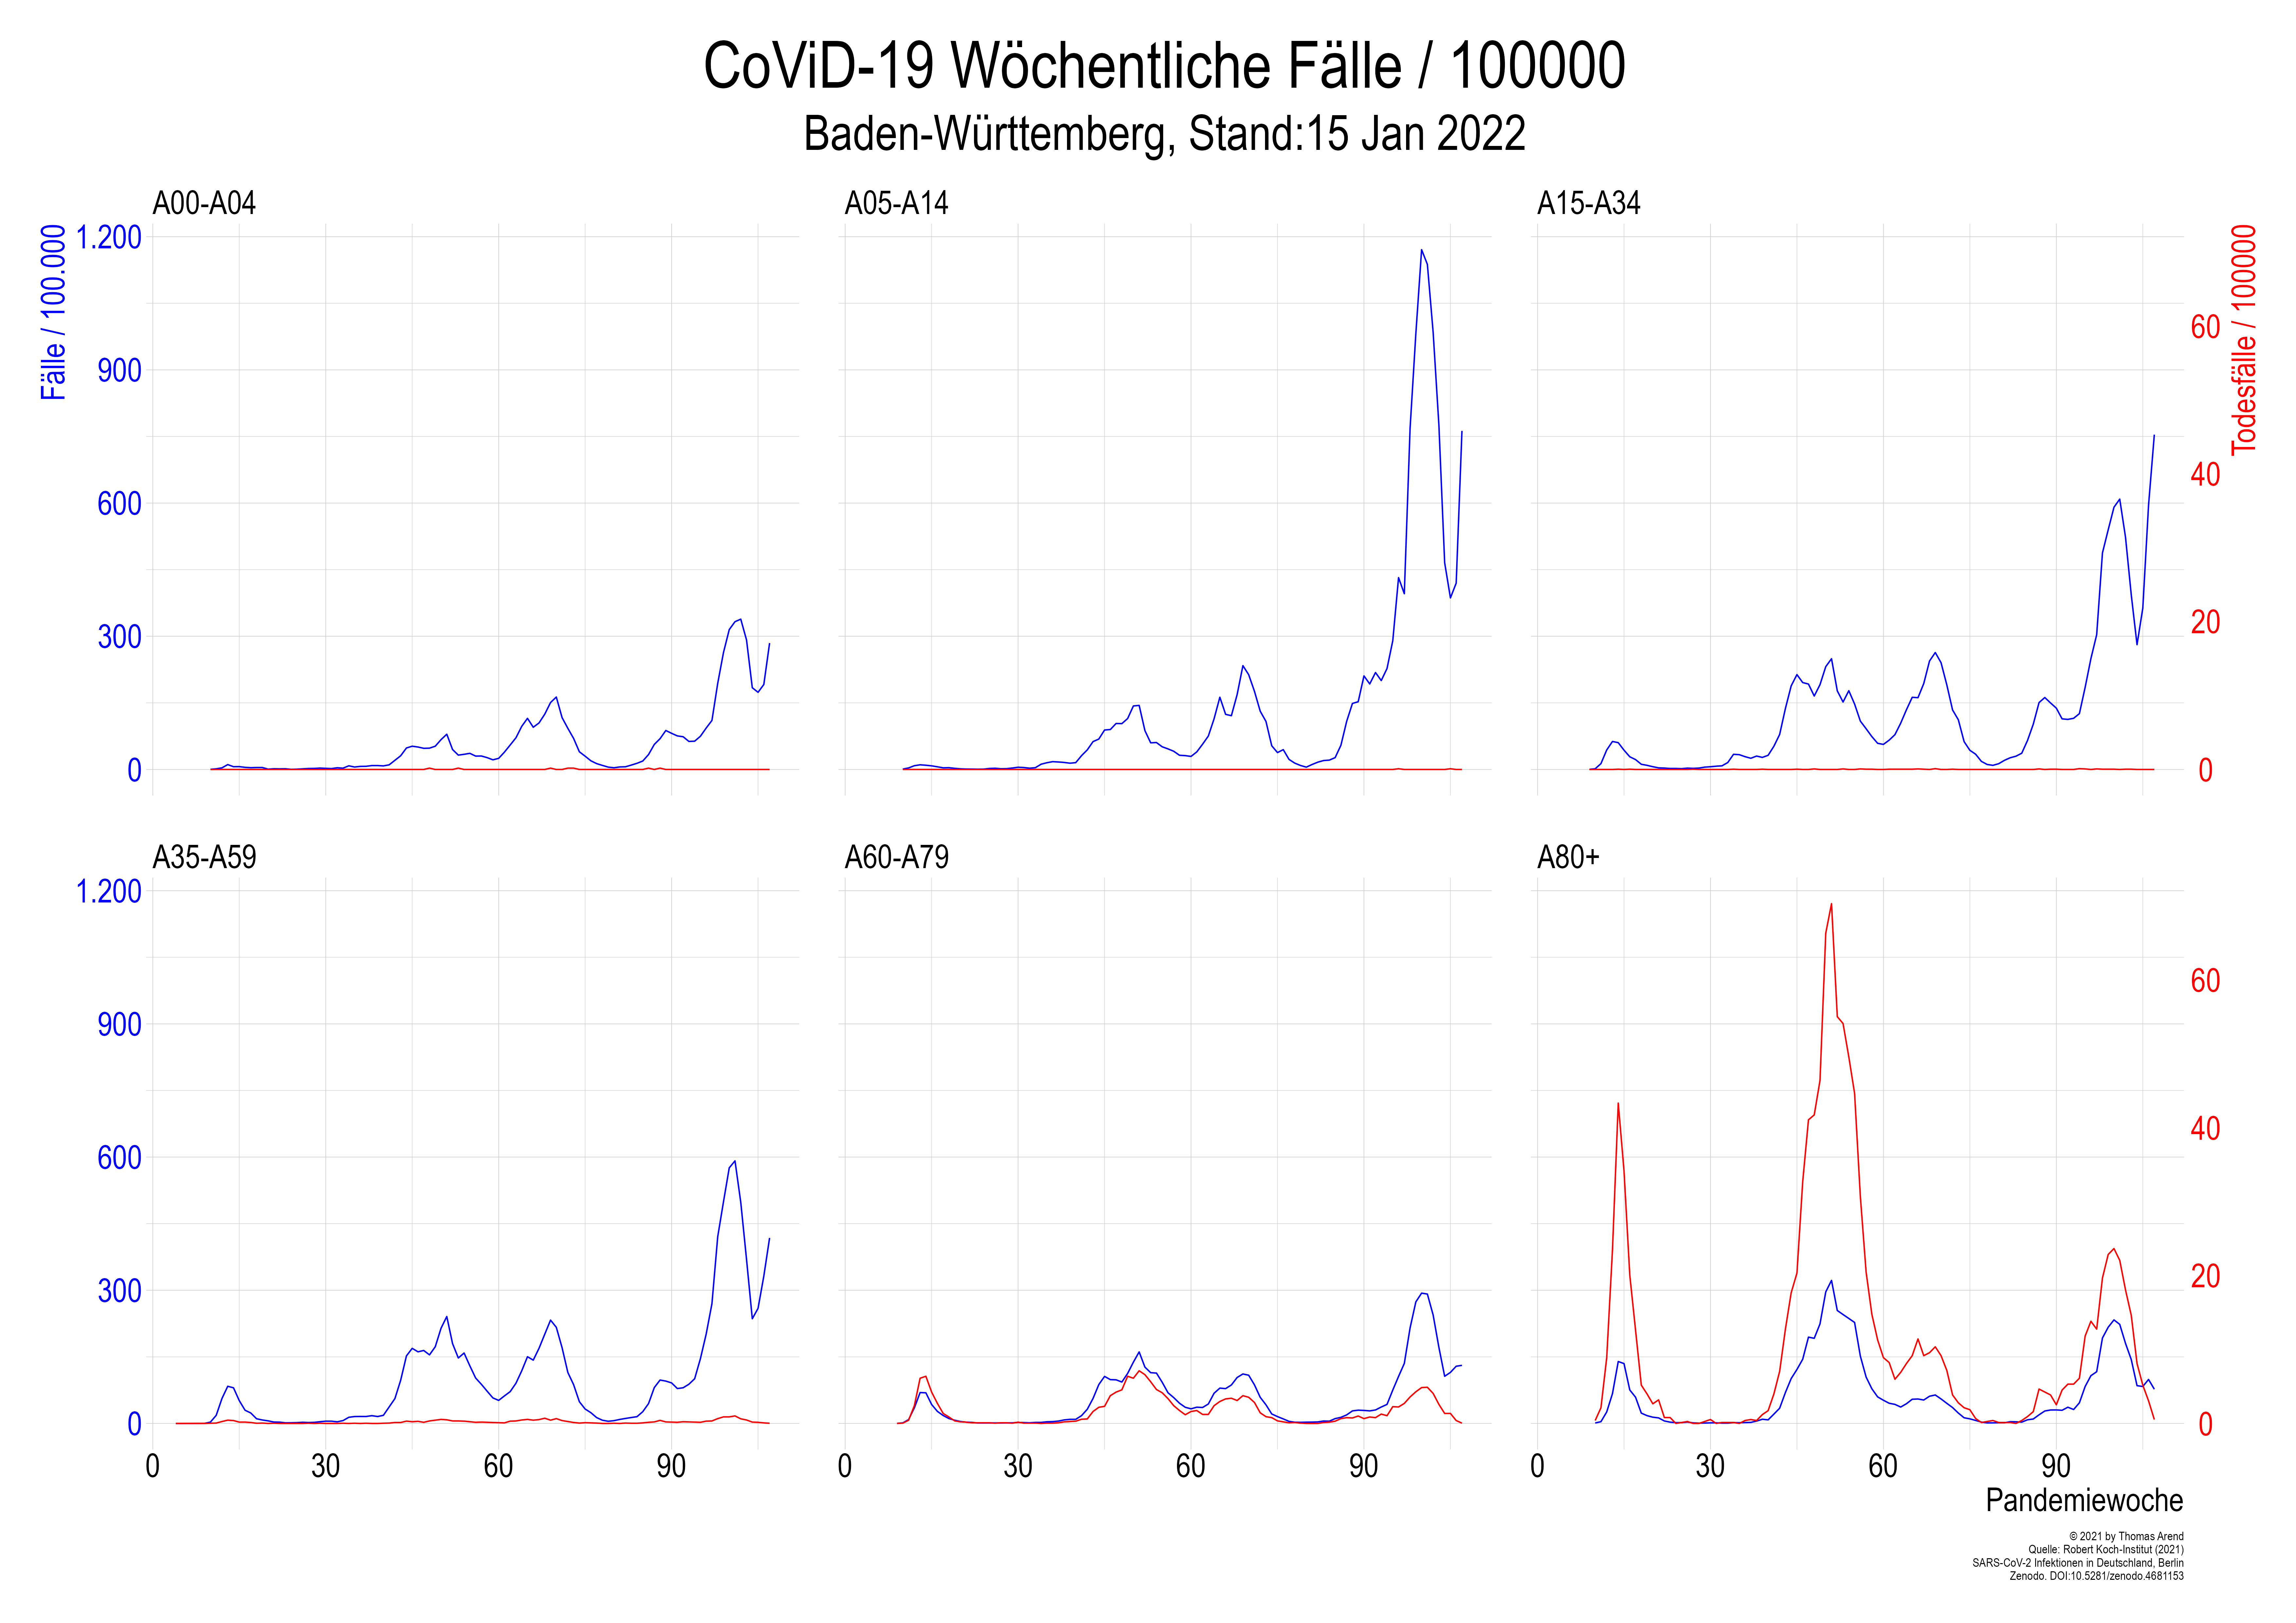 CoViD-19 Wöchentliche Fälle / 100000
Baden-Württemberg, Stand:15 Jan 2022
A00-A04
A05-A14
A15-A34
Fälle / 100.000
1.200
900
600
300
0
Todesfälle / 100000
60
40
20
0
A35-A59
A60-A79
A80+
1.200
900
600
300
0
60
40
20
0
0 30 60 90
0 30 60 90
0 30 60 90
Pandemiewoche
© 2021 by Thomas Arend
Quelle: Robert Koch-Institut (2021)
SARS-CoV-2 Infektionen in Deutschland, Berlin
Zenodo. DOI:10.5281/zenodo.4681153